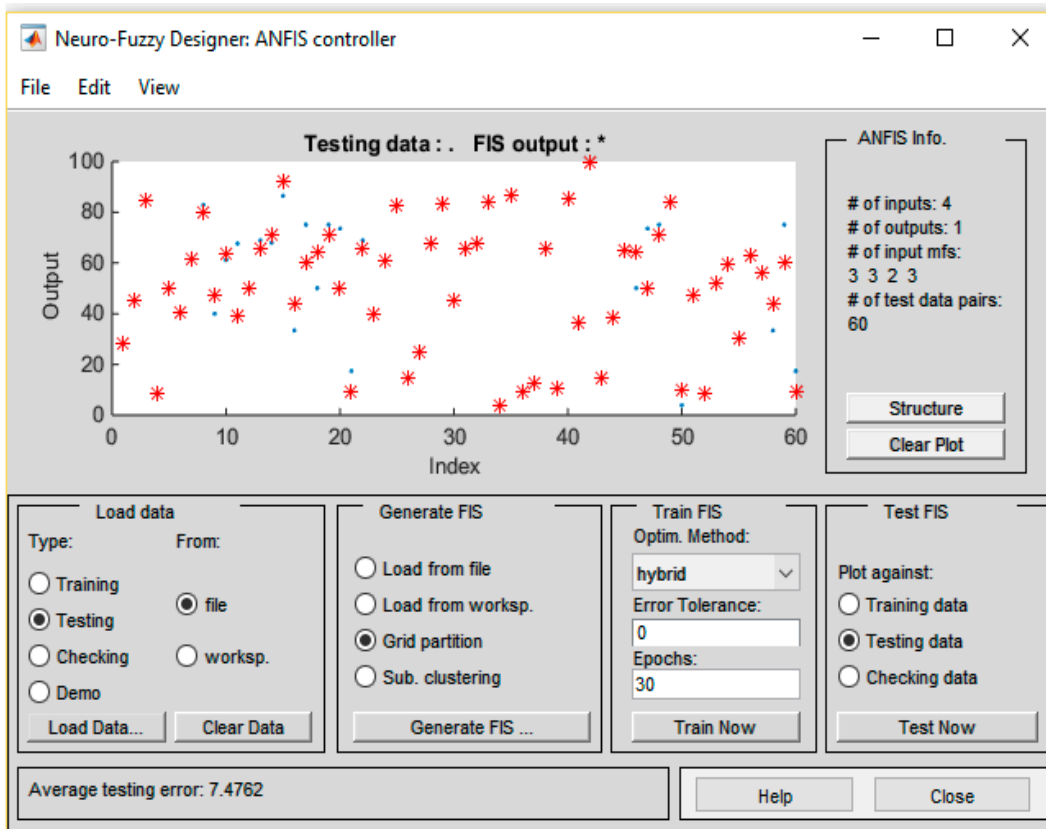 Neuro-Fuzzy Designer: ANFIS controller
File Edit View
Testing data : .   FIS output : *
100
80
60
40
20
0
Output
0 10 20 30 40 50 60
Index
ANFIS Info.
# of inputs: 4
# of outputs: 1
# of input mfs:
3 3 2 3
# of test data pairs:
60
Structure
Clear Plot
Load data
Type: From:
Training
Testing
Checking
Demo
file
worksp.
Load Data... Clear Data
Generate FIS
Load from file
Load from worksp.
Grid partition
Sub. clustering
Generate FIS ...
Train FIS
Optim. Method:
hybrid
Error Tolerance:
0
Epochs:
30
Train Now
Test FIS
Plot against:
Training data
Testing data
Checking data
Test Now
Average testing error: 7.4762
Help Close